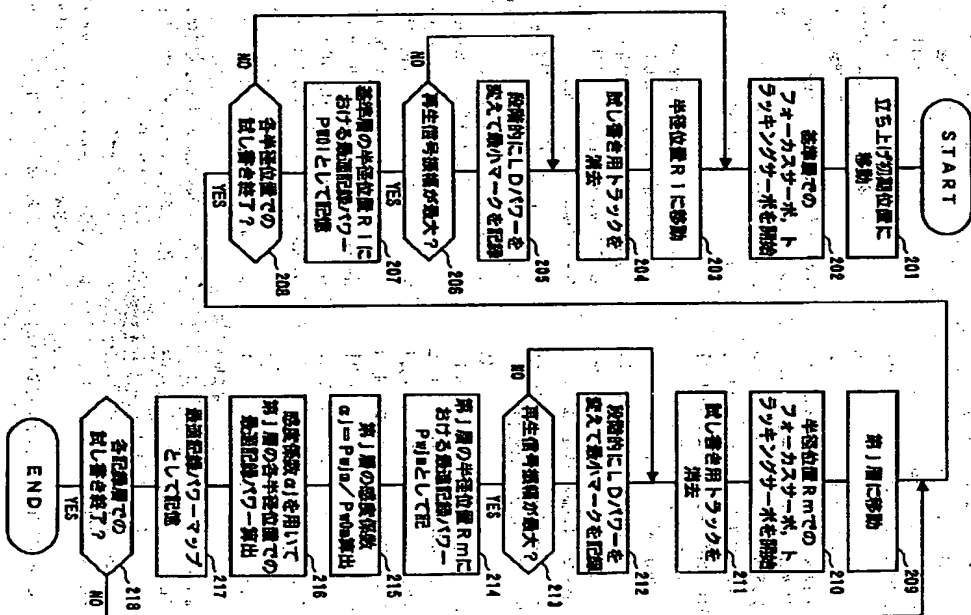 START
立ち上げ初期位置に
移動
201
基準層での
フォーカスサーボ,ト
ラッキングサーボを開始
202
半径位置Riに移動
203
試し書き用トラックを
消去
204
段階的にLDパワーを
変えて最小マークを記録
205
再生信号振幅が最大?
206
NO
YES
基準層の半径位置Riに
おける最適記録パワー
Pw0iとして記憶
207
各半径位置での
試し書き終了?
208
NO
YES
第j層に移動
209
半径位置Rmでの
フォーカスサーボ,ト
ラッキングサーボを開始
210
試し書き用トラックを
消去
211
段階的にLDパワーを
変えて最小マークを記録
212
再生信号振幅が最大?
213
NO
YES
第j層の半径位置Rmに
おける最適記録パワー
Pwjmとして記
214
第j層の感度係数
αj=Pwjm/Pw0m算出
215
感度係数αjを用いて
第j層の各半径位置での
最適記録パワー算出
216
最適記録パワーマップ
として記憶
217
各記録層での
試し書き終了?
218
NO
YES
END